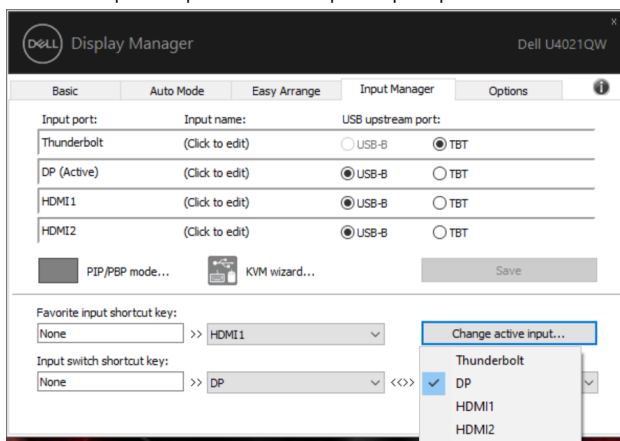 DELL Display Manager Dell U4021QW x
Basic Auto Mode Easy Arrange Input Manager Options i
Input port: Input name: USB upstream port:
Thunderbolt (Click to edit) USB-B TBT
DP (Active) (Click to edit) USB-B TBT
HDMI1 (Click to edit) USB-B TBT
HDMI2 (Click to edit) USB-B TBT
PIP/PBP mode... KVM wizard... Save
Favorite input shortcut key:
None >> HDMI1 Change active input...
Input switch shortcut key:
None >> DP <<>>
Thunderbolt
DP
HDMI1
HDMI2